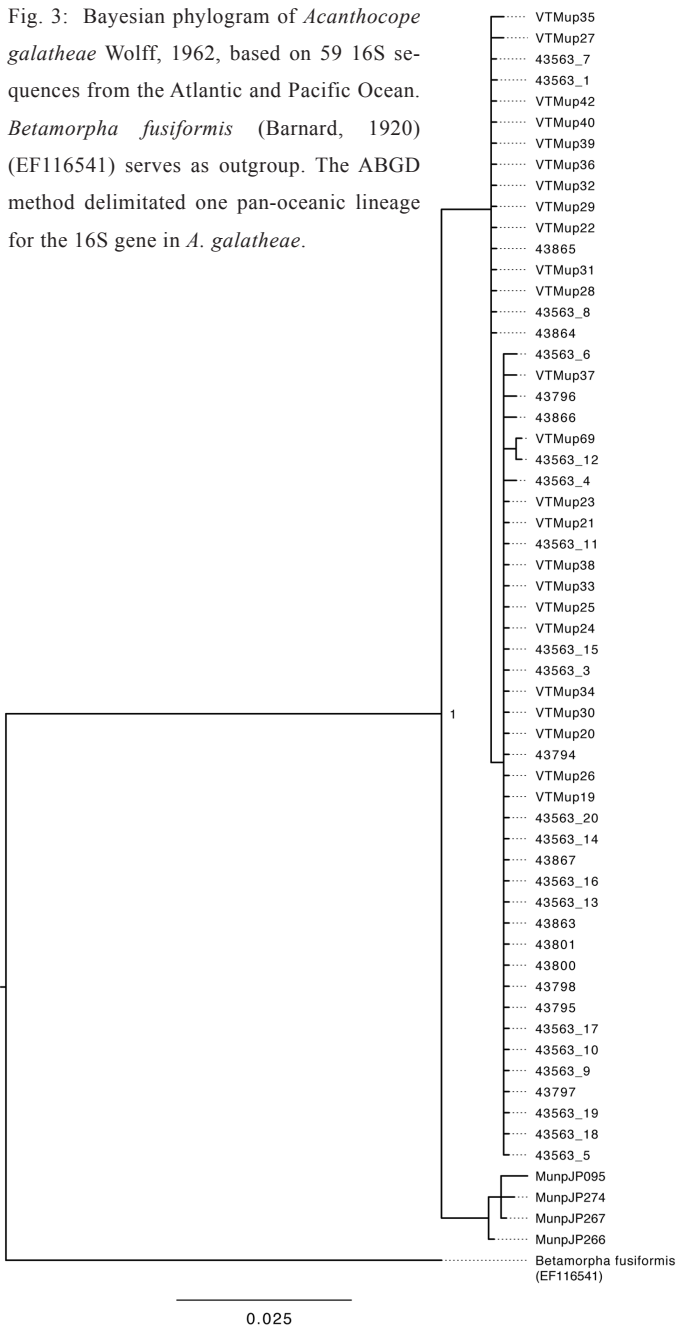 Fig. 3: Bayesian phylogram of Acanthocope
galatheae Wolff, 1962, based on 59 16S se-
quences from the Atlantic and Pacific Ocean.
Betamorpha fusiformis (Barnard, 1920)
(EF116541) serves as outgroup. The ABGD
method delimitated one pan-oceanic lineage
for the 16S gene in A. galatheae.
VTMup35
VTMup27
43563_7
43563_1
VTMup42
VTMup40
VTMup39
VTMup36
VTMup32
VTMup29
VTMup22
43865
VTMup31
VTMup28
43563_8
43864
43563_6
VTMup37
43796
43866
VTMup69
43563_12
43563_4
VTMup23
VTMup21
43563_11
VTMup38
VTMup33
VTMup25
VTMup24
43563_15
43563_3
VTMup34
VTMup30
1
VTMup20
43794
VTMup26
VTMup19
43563_20
43563_14
43867
43563_16
43563_13
43863
43801
43800
43798
43795
43563_17
43563_10
43563_9
43797
43563_19
43563_18
43563_5
MunpJP095
MunpJP274
MunpJP267
MunpJP266
Betamorpha fusiformis
(EF116541)
0.025